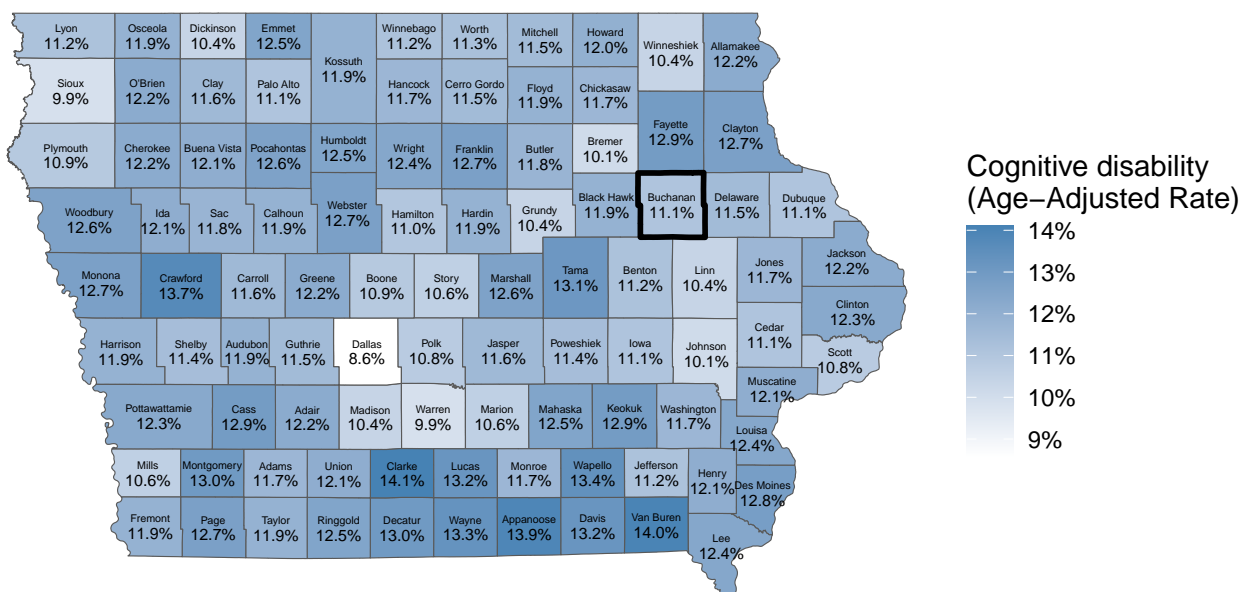 Lyon
11.2%
Osceola
11.9%
Dickinson
10.4%
Emmet
12.5%
Kossuth
11.9%
Winnebago
11.2%
Worth
11.3%
Mitchell
11.5%
Howard
12.0%
Winneshiek
10.4%
Allamakee
12.2%
Sioux
9.9%
O'Brien
12.2%
Clay
11.6%
Palo Alto
11.1%
Hancock
11.7%
Cerro Gordo
11.5%
Floyd
11.9%
Chickasaw
11.7%
Plymouth
10.9%
Cherokee
12.2%
Buena Vista
12.1%
Pocahontas
12.6%
Humboldt
12.5%
Wright
12.4%
Franklin
12.7%
Butler
11.8%
Bremer
10.1%
Fayette
12.9%
Clayton
12.7%
Woodbury
12.6%
Ida
12.1%
Sac
11.8%
Calhoun
11.9%
Webster
12.7%
Hamilton
11.0%
Hardin
11.9%
Grundy
10.4%
Black Hawk
11.9%
Buchanan
11.1%
Delaware
11.5%
Dubuque
11.1%
Monona
12.7%
Crawford
13.7%
Carroll
11.6%
Greene
12.2%
Boone
10.9%
Story
10.6%
Marshall
12.6%
Tama
13.1%
Benton
11.2%
Linn
10.4%
Jones
11.7%
Jackson
12.2%
Clinton
12.3%
Harrison
11.9%
Shelby
11.4%
Audubon
11.9%
Guthrie
11.5%
Dallas
8.6%
Polk
10.8%
Jasper
11.6%
Poweshiek
11.4%
Iowa
11.1%
Johnson
10.1%
Cedar
11.1%
Scott
10.8%
Muscatine
12.1%
Pottawattamie
12.3%
Cass
12.9%
Adair
12.2%
Madison
10.4%
Warren
9.9%
Marion
10.6%
Mahaska
12.5%
Keokuk
12.9%
Washington
11.7%
Louisa
12.4%
Mills
10.6%
Montgomery
13.0%
Adams
11.7%
Union
12.1%
Clarke
14.1%
Lucas
13.2%
Monroe
11.7%
Wapello
13.4%
Jefferson
11.2%
Henry
12.1%
Des Moines
12.8%
Fremont
11.9%
Page
12.7%
Taylor
11.9%
Ringgold
12.5%
Decatur
13.0%
Wayne
13.3%
Appanoose
13.9%
Davis
13.2%
Van Buren
14.0%
Lee
12.4%
Cognitive disability
(Age−Adjusted Rate)
14%
13%
12%
11%
10%
9%